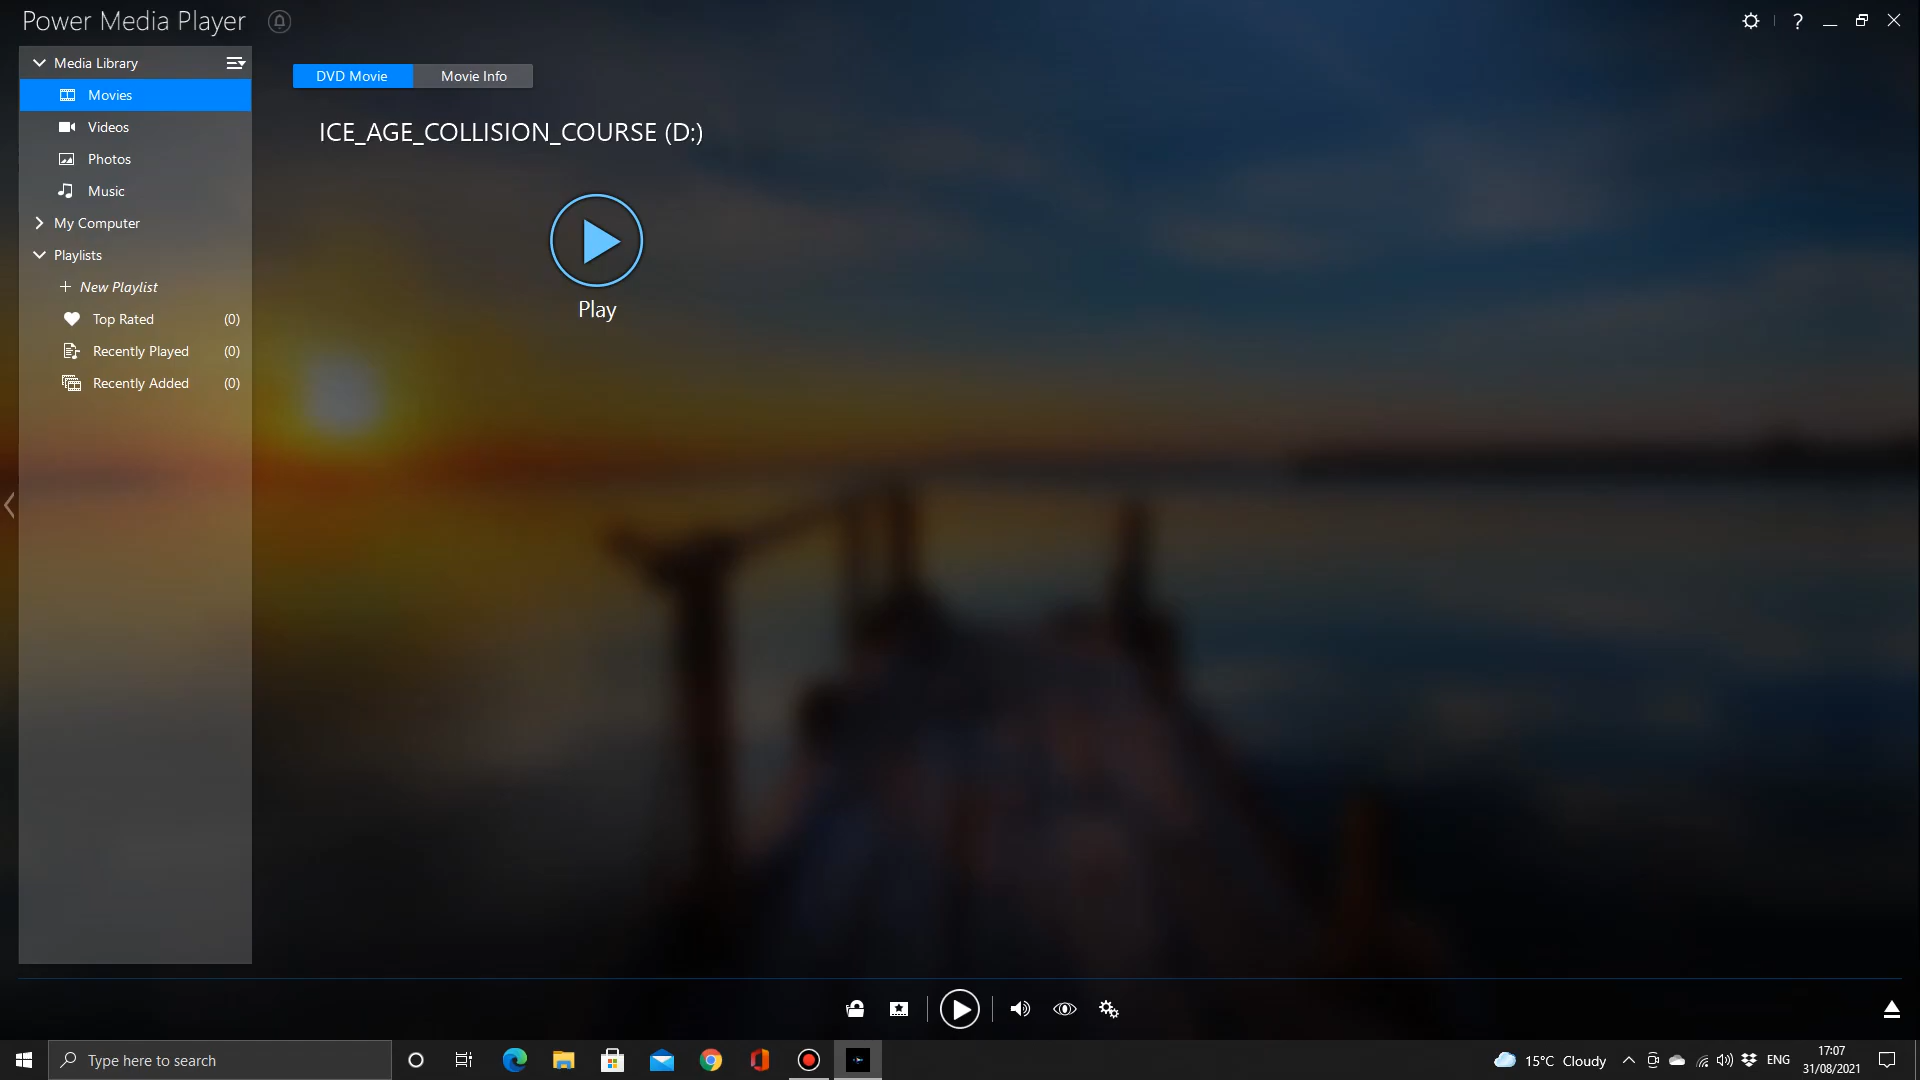 Power Media Player
Media Library
Movies
Videos
Photos
Music
My Computer
Playlists
New Playlist
Top Rated (0)
Recently Played (0)
Recently Added (0)
DVD Movie Movie Info
ICE_AGE_COLLISION_COURSE (D:)
Play
Type here to search
15°C Cloudy
ENG
17:07
31/08/2021